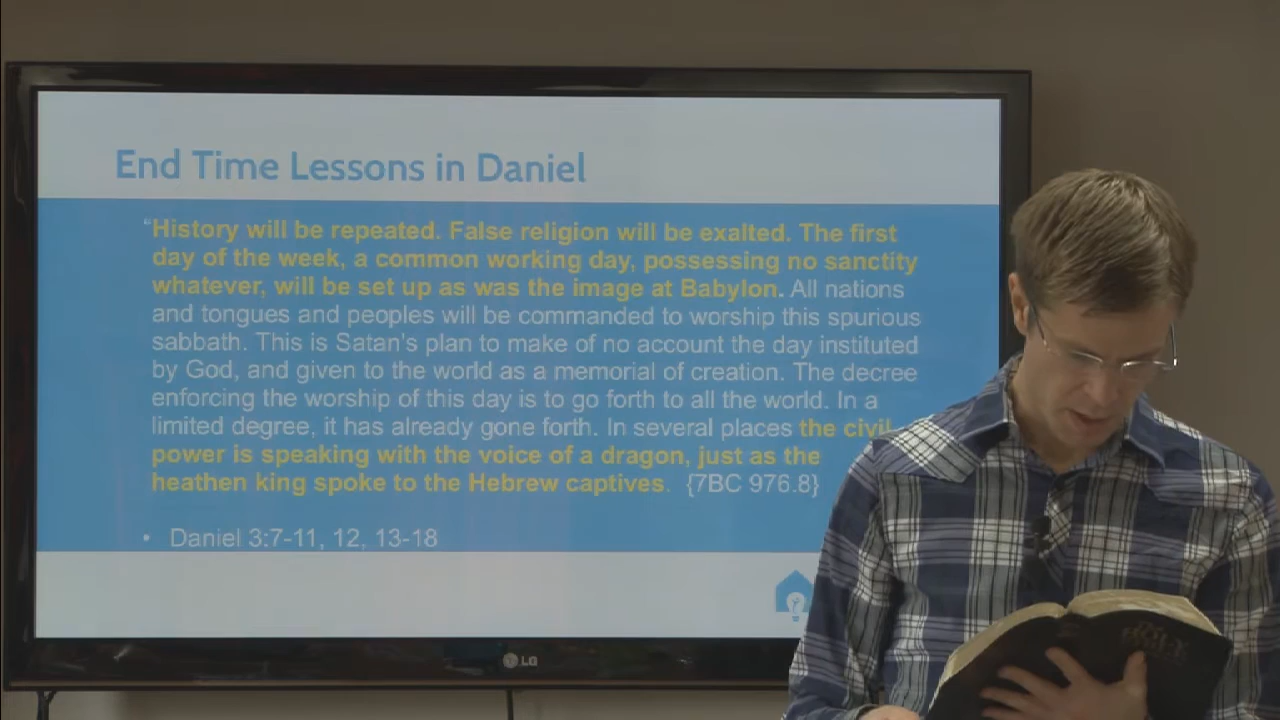 End Time Lessons in Daniel
“History will be repeated. False religion will be exalted. The first
day of the week, a common working day, possessing no sanctity
whatever, will be set up as was the image at Babylon. All nations
and tongues and peoples will be commanded to worship this spurious
sabbath. This is Satan's plan to make of no account the day instituted
by God, and given to the world as a memorial of creation. The decree
enforcing the worship of this day is to go forth to all the world. In a
limited degree, it has already gone forth. In several places the civil
power is speaking with the voice of a dragon, just as the
heathen king spoke to the Hebrew captives. {7BC 976.8}
• Daniel 3:7-11, 12, 13-18
LG